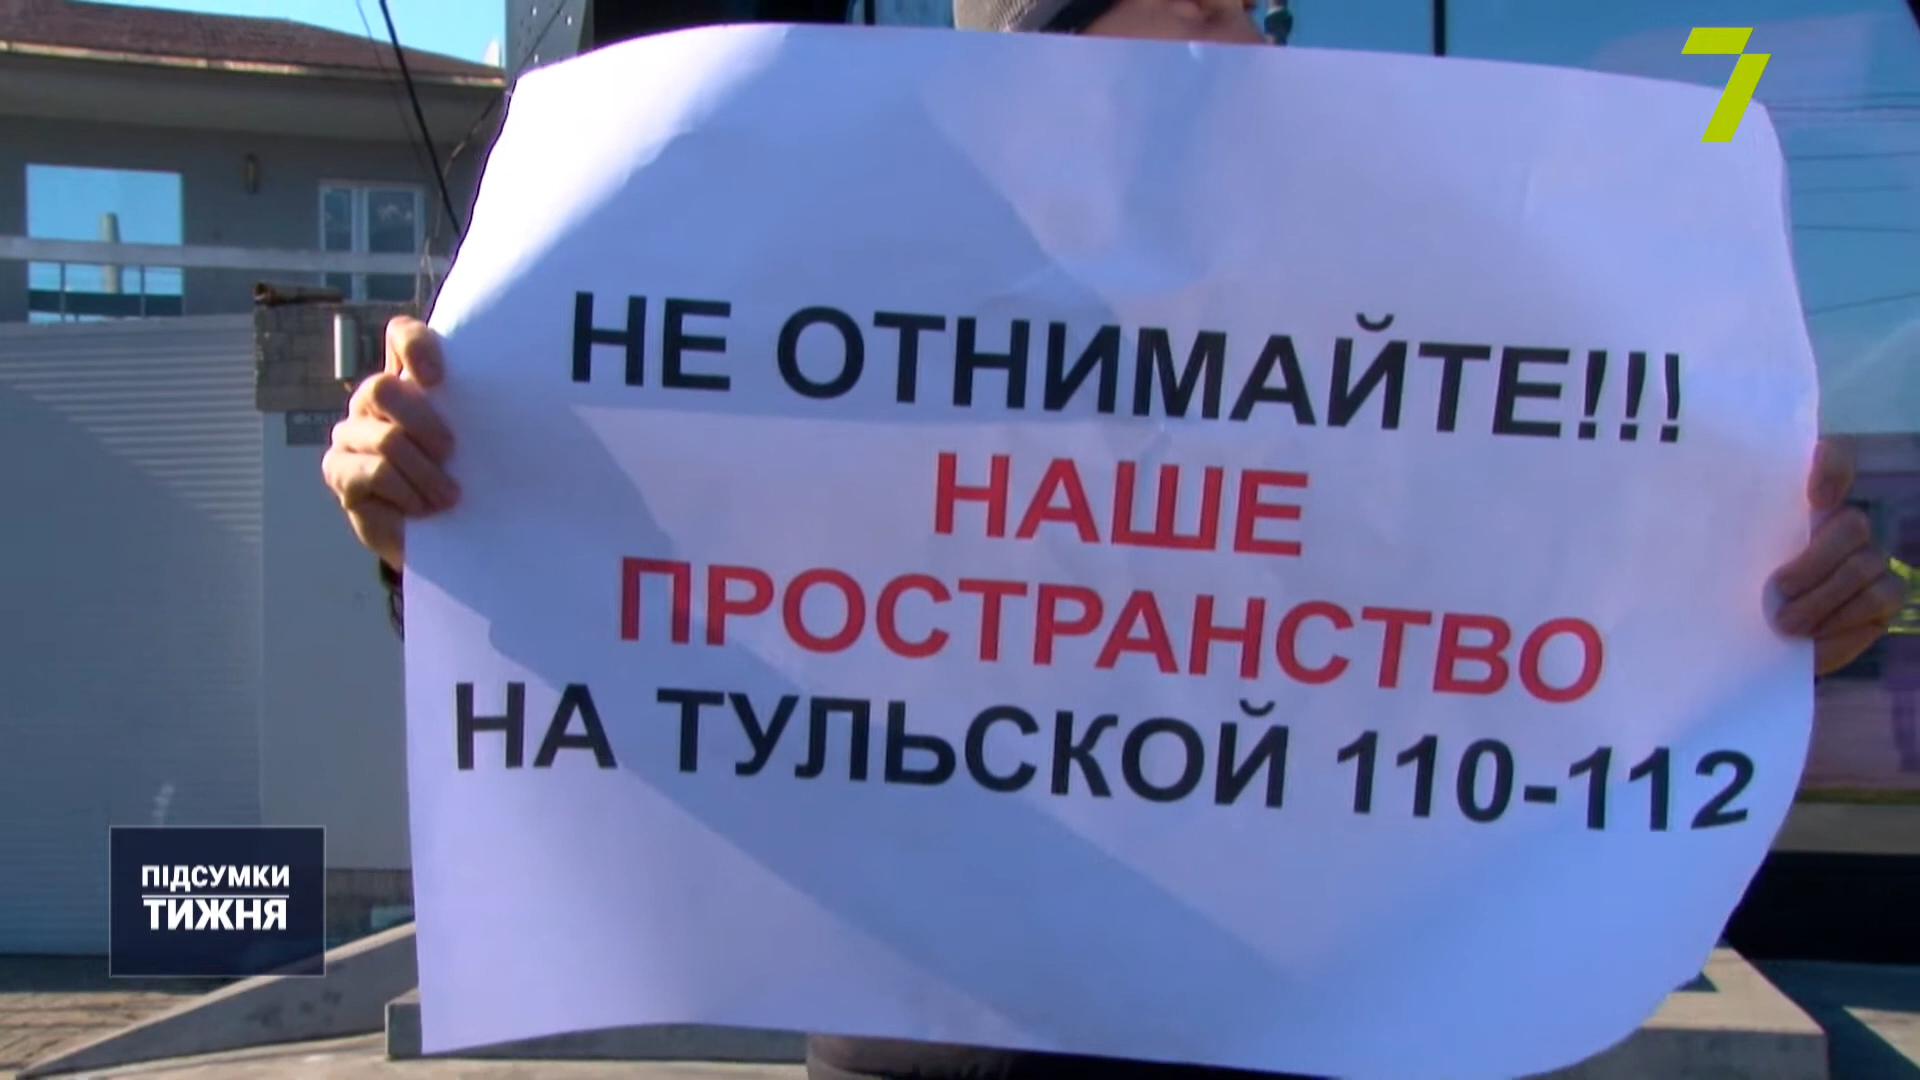 7
НЕ ОТНИМАЙТЕ!!!
НАШЕ
ПРОСТРАНСТВО
НА ТУЛЬСКОЙ 110-112
ПІДСУМКИ
ТИЖНЯ